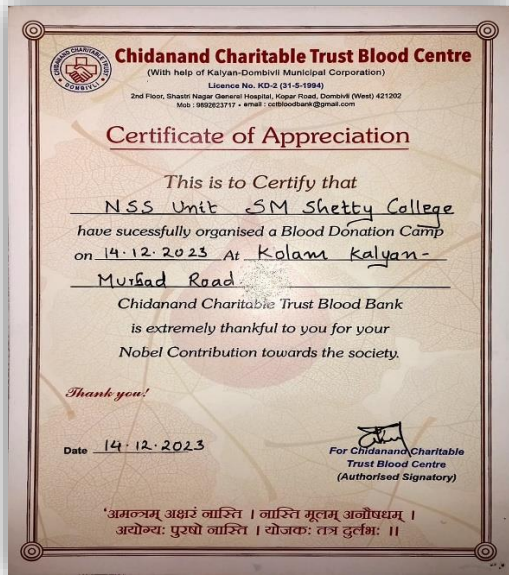 CHIDANAND CHARITABLE TRUST
DOMBIVLI
Chidanand Charitable Trust Blood Centre
(With help of Kalyan-Dombivli Municipal Corporation)
Licence No. KD-2 (31-5-1994)
2nd Floor, Shastri Nagar General Hospital, Kopar Road, Dombivli (West) 421202
Mob : 9892623717 • email : cctbloodbank@gmail.com
Certificate of Appreciation
This is to Certify that
NSS Unit SM Shetty College
have sucessfully organised a Blood Donation Camp
on 14.12.2023 At Kolam Kalyan-
Murbad Road.
Chidanand Charitable Trust Blood Bank
is extremely thankful to you for your
Nobel Contribution towards the society.
Thank you!
Date 14.12.2023
For Chidanand Charitable
Trust Blood Centre
(Authorised Signatory)
'अमन्त्रम् अक्षरं नास्ति । नास्ति मूलम् अनौषधम् ।
अयोग्यः पुरषो नास्ति । योजकः तत्र दुर्लभः ।।